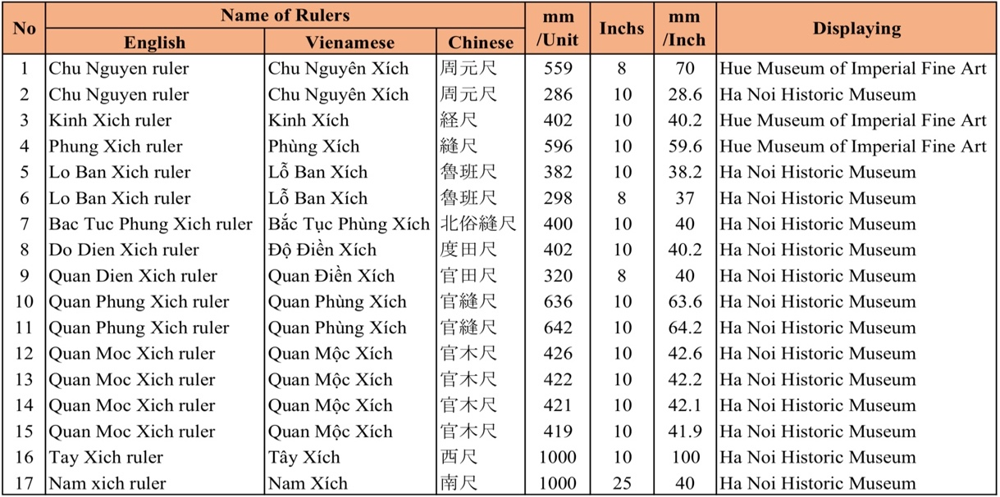 No Name of Rulers mm /Unit Inchs mm /Inch Displaying
English Vienamese Chinese
1 Chu Nguyen ruler Chu Nguyên Xích 周元尺 559 8 70 Hue Museum of Imperial Fine Art
2 Chu Nguyen ruler Chu Nguyên Xích 周元尺 286 10 28.6 Ha Noi Historic Museum
3 Kinh Xich ruler Kinh Xích 経尺 402 10 40.2 Hue Museum of Imperial Fine Art
4 Phung Xich ruler Phùng Xích 縫尺 596 10 59.6 Hue Museum of Imperial Fine Art
5 Lo Ban Xich ruler Lỗ Ban Xích 魯班尺 382 10 38.2 Ha Noi Historic Museum
6 Lo Ban Xich ruler Lỗ Ban Xích 魯班尺 298 8 37 Ha Noi Historic Museum
7 Bac Tuc Phung Xich ruler Bắc Tục Phùng Xích 北俗縫尺 400 10 40 Ha Noi Historic Museum
8 Do Dien Xich ruler Độ Điền Xích 度田尺 402 10 40.2 Ha Noi Historic Museum
9 Quan Dien Xich ruler Quan Điền Xích 官田尺 320 8 40 Ha Noi Historic Museum
10 Quan Phung Xich ruler Quan Phùng Xích 官縫尺 636 10 63.6 Ha Noi Historic Museum
11 Quan Phung Xich ruler Quan Phùng Xích 官縫尺 642 10 64.2 Ha Noi Historic Museum
12 Quan Moc Xich ruler Quan Mộc Xích 官木尺 426 10 42.6 Ha Noi Historic Museum
13 Quan Moc Xich ruler Quan Mộc Xích 官木尺 422 10 42.2 Ha Noi Historic Museum
14 Quan Moc Xich ruler Quan Mộc Xích 官木尺 421 10 42.1 Ha Noi Historic Museum
15 Quan Moc Xich ruler Quan Mộc Xích 官木尺 419 10 41.9 Ha Noi Historic Museum
16 Tay Xich ruler Tây Xích 西尺 1000 10 100 Ha Noi Historic Museum
17 Nam xich ruler Nam Xích 南尺 1000 25 40 Ha Noi Historic Museum